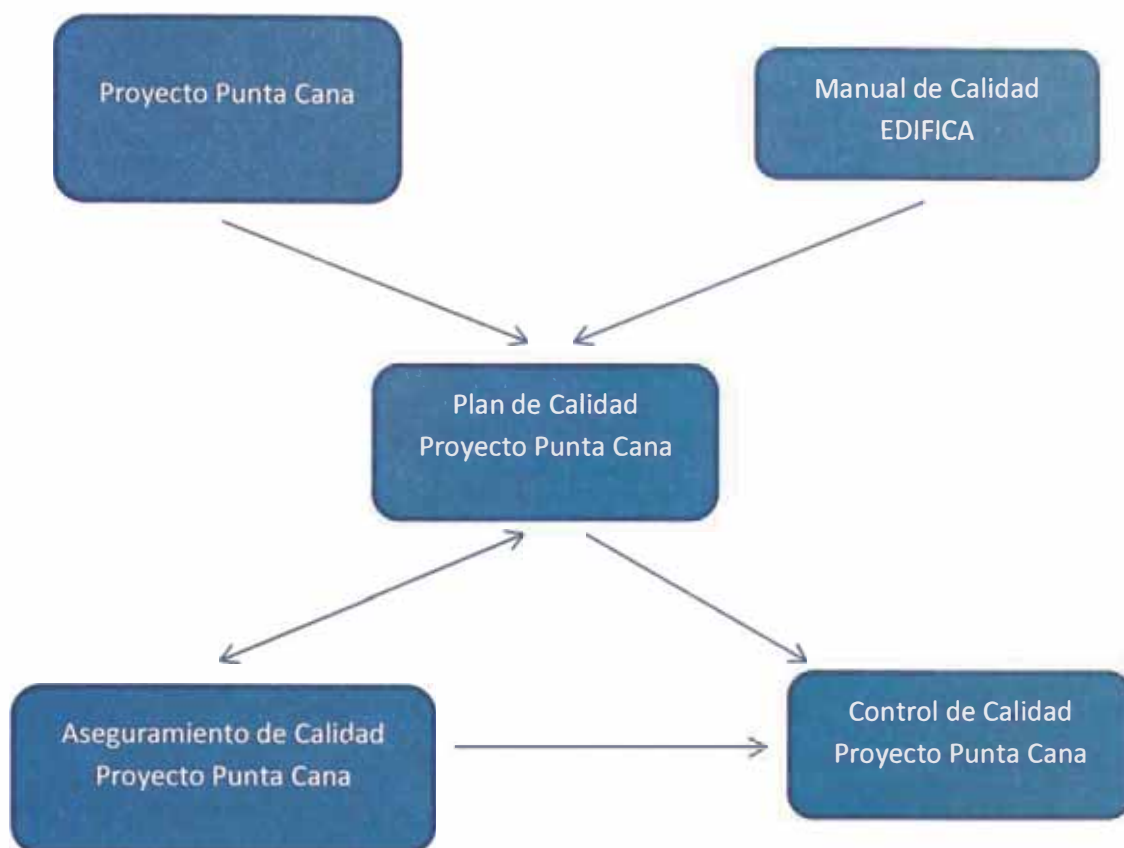 Proyecto Punta Cana
Manual de Calidad
EDIFICA
Plan de Calidad
Proyecto Punta Cana
Aseguramiento de Calidad
Proyecto Punta Cana
Control de Calidad
Proyecto Punta Cana